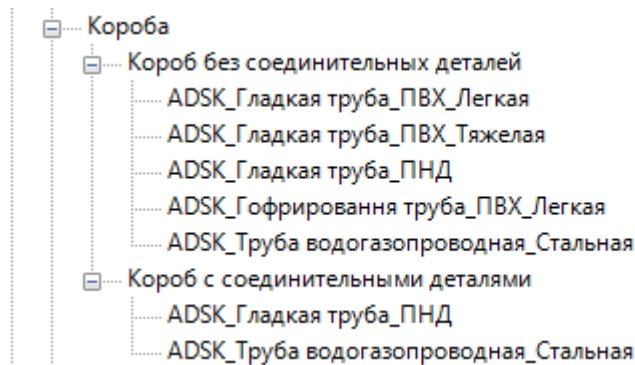 Короба
Короб без соединительных деталей
ADSK_Гладкая труба_ПВХ_Легкая
ADSK_Гладкая труба_ПВХ_Тяжелая
ADSK_Гладкая труба_ПНД
ADSK_Гофрировання труба_ПВХ_Легкая
ADSK_Труба водогазопроводная_Стальная
Короб с соединительными деталями
ADSK_Гладкая труба_ПНД
ADSK_Труба водогазопроводная_Стальная